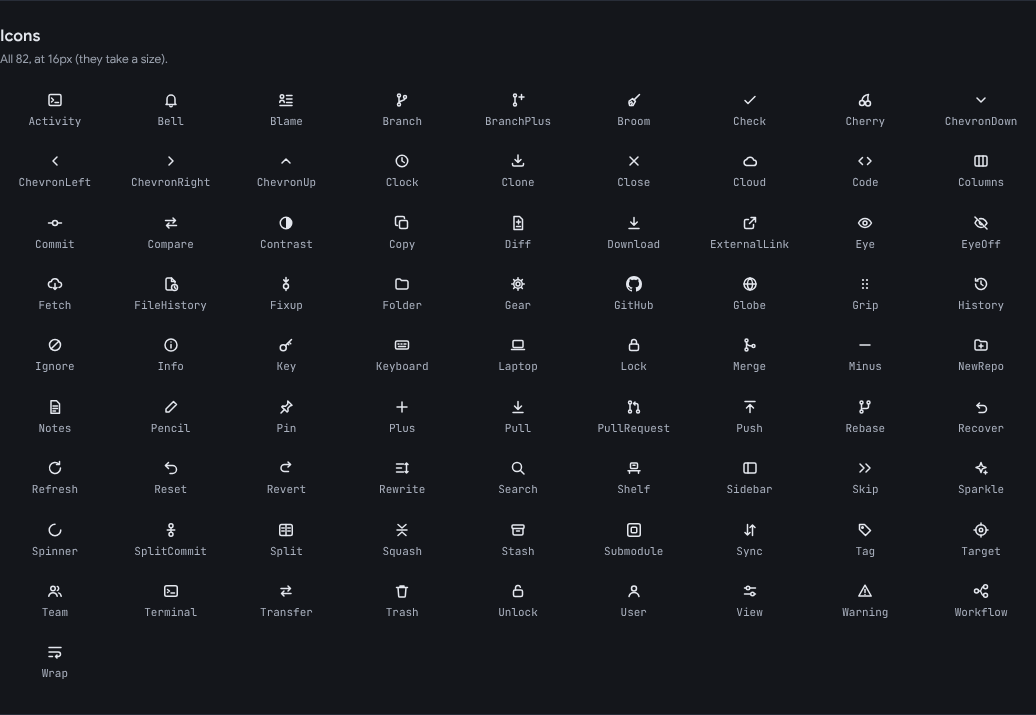 Icons
All 82, at 16px (they take a size).
Activity Bell Blame Branch BranchPlus Broom Check Cherry ChevronDown
ChevronLeft ChevronRight ChevronUp Clock Clone Close Cloud Code Columns
Commit Compare Contrast Copy Diff Download ExternalLink Eye EyeOff
Fetch FileHistory Fixup Folder Gear GitHub Globe Grip History
Ignore Info Key Keyboard Laptop Lock Merge Minus NewRepo
Notes Pencil Pin Plus Pull PullRequest Push Rebase Recover
Refresh Reset Revert Rewrite Search Shelf Sidebar Skip Sparkle
Spinner SplitCommit Split Squash Stash Submodule Sync Tag Target
Team Terminal Transfer Trash Unlock User View Warning Workflow
Wrap